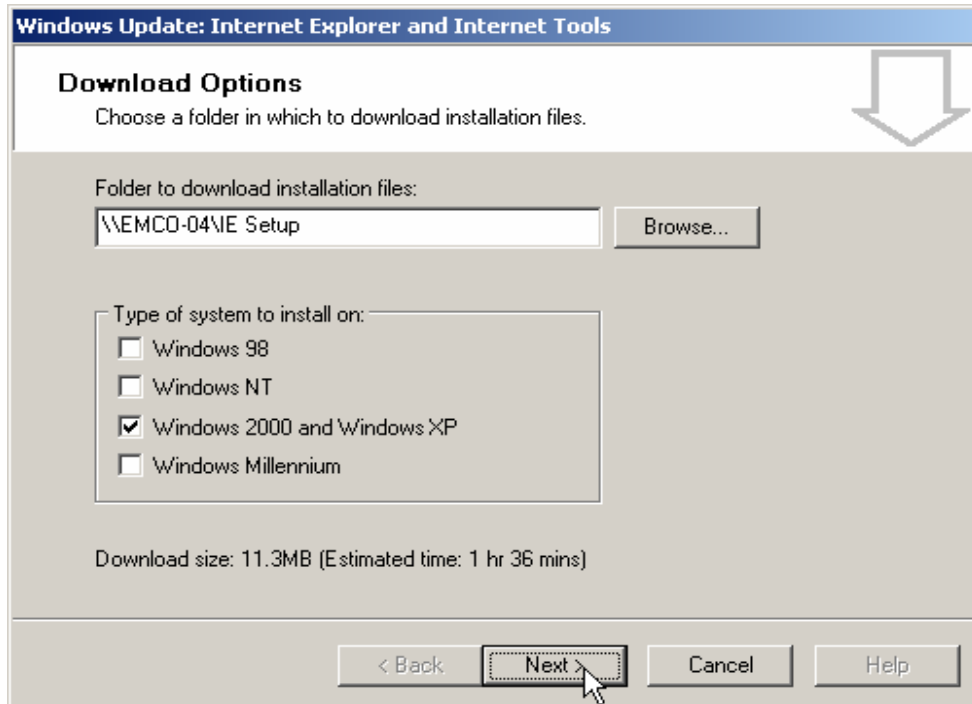 Windows Update: Internet Explorer and Internet Tools
Download Options
Choose a folder in which to download installation files.
Folder to download installation files:
\\EMCO-04\IE Setup
Browse...
Type of system to install on:
Windows 98
Windows NT
Windows 2000 and Windows XP
Windows Millennium
Download size: 11.3MB (Estimated time: 1 hr 36 mins)
< Back
Next >
Cancel
Help